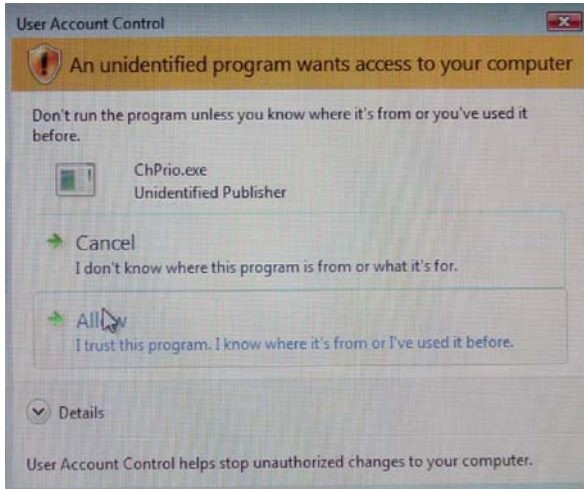 User Account Control
An unidentified program wants access to your computer
Don't run the program unless you know where it's from or you've used it
before.
ChPrio.exe
Unidentified Publisher
Cancel
I don't know where this program is from or what it's for.
Allow
I trust this program. I know where it's from or I've used it before.
Details
User Account Control helps stop unauthorized changes to your computer.